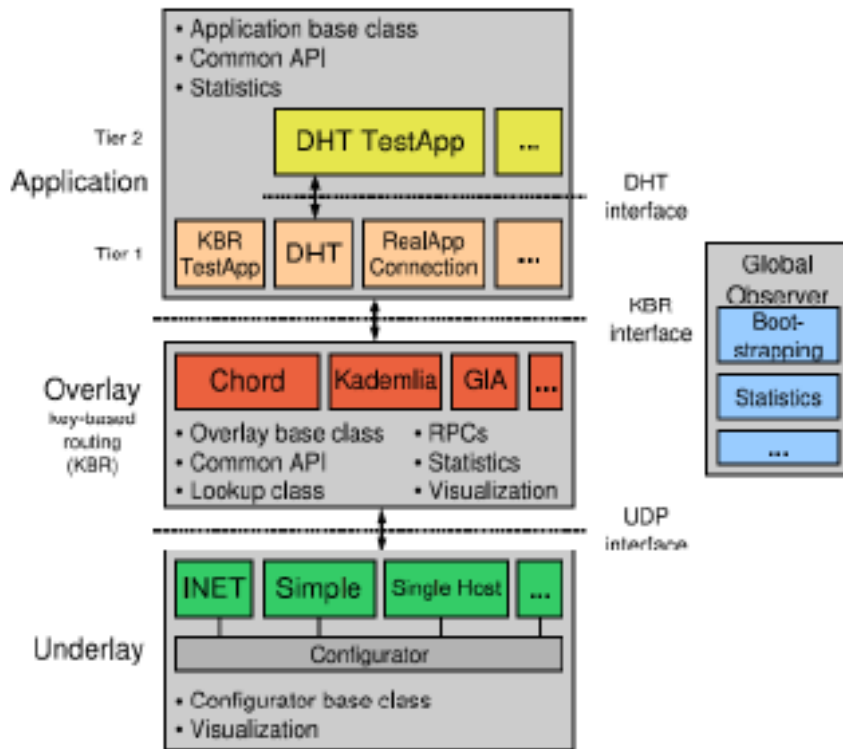 • Application base class
• Common API
• Statistics
Tier 2
Application
DHT TestApp
...
DHT
interface
Tier 1
KBR
TestApp
DHT
RealApp
Connection
...
KBR
interface
Global
Observer
Boot-
strapping
Statistics
...
Overlay
key-based
routing
(KBR)
Chord
Kademlia
GIA
...
• Overlay base class
• Common API
• Lookup class
• RPCs
• Statistics
• Visualization
UDP
interface
Underlay
INET
Simple
Single Host
...
Configurator
• Configurator base class
• Visualization